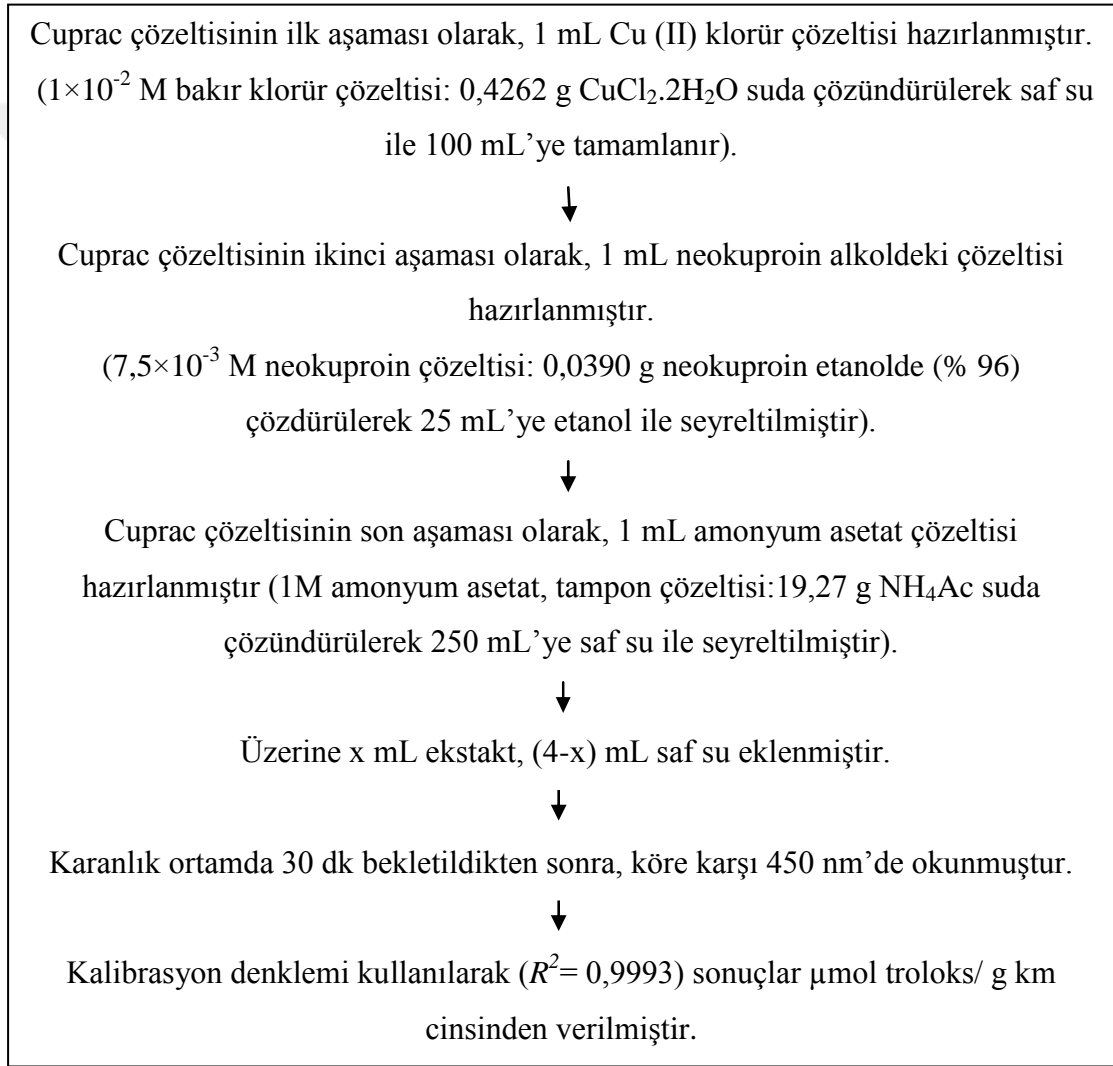 Cuprac çözeltisinin ilk aşaması olarak, 1 mL Cu (II) klorür çözeltisi hazırlanmıştır.
(1×10⁻² M bakır klorür çözeltisi: 0,4262 g CuCl₂.2H₂O suda çözündürülerek saf su
ile 100 mL’ye tamamlanır).
Cuprac çözeltisinin ikinci aşaması olarak, 1 mL neokuproin alkoldeki çözeltisi
hazırlanmıştır.
(7,5×10⁻³ M neokuproin çözeltisi: 0,0390 g neokuproin etanolde (% 96)
çözdürülerek 25 mL’ye etanol ile seyreltilmiştir).
Cuprac çözeltisinin son aşaması olarak, 1 mL amonyum asetat çözeltisi
hazırlanmıştır (1M amonyum asetat, tampon çözeltisi:19,27 g NH₄Ac suda
çözündürülerek 250 mL’ye saf su ile seyreltilmiştir).
Üzerine x mL ekstakt, (4-x) mL saf su eklenmiştir.
Karanlık ortamda 30 dk bekletildikten sonra, köre karşı 450 nm’de okunmuştur.
Kalibrasyon denklemi kullanılarak (R²= 0,9993) sonuçlar µmol troloks/ g km
cinsinden verilmiştir.